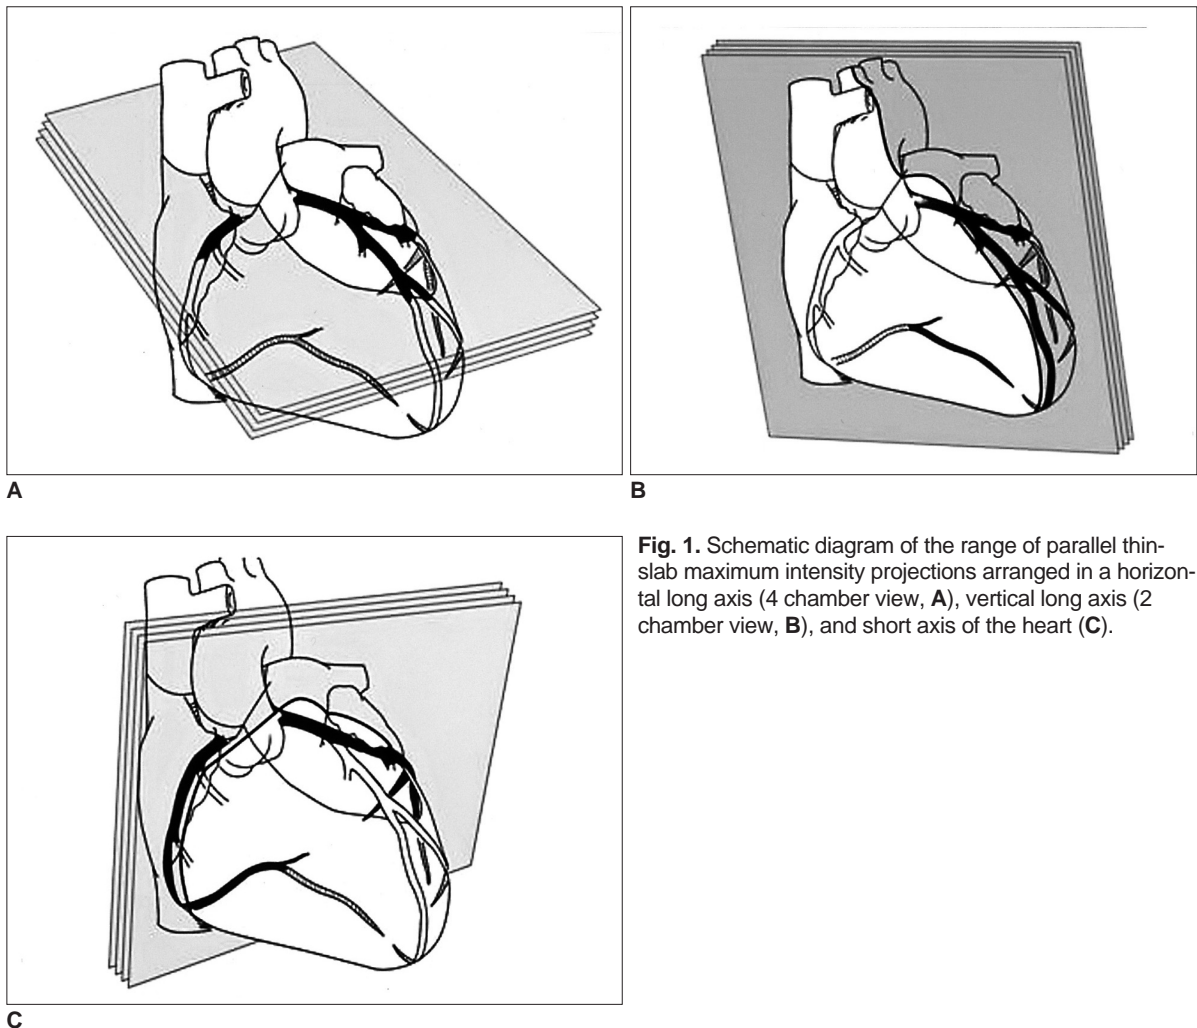 A
B
Fig. 1. Schematic diagram of the range of parallel thin-
slab maximum intensity projections arranged in a horizon-
tal long axis (4 chamber view, A), vertical long axis (2
chamber view, B), and short axis of the heart (C).
C